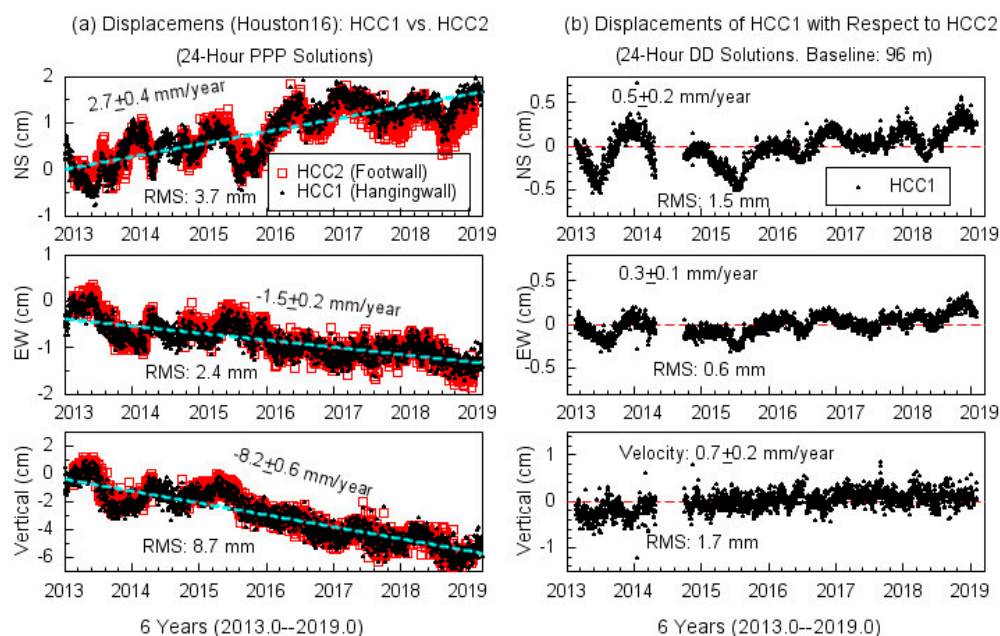 (a) Displacemens (Houston16): HCC1 vs. HCC2
(24-Hour PPP Solutions)
2
1
0
-1
NS (cm)
2.7±0.4 mm/year
HCC2 (Footwall)
HCC1 (Hangingwall)
RMS: 3.7 mm
2013 2014 2015 2016 2017 2018 2019
1
0
-1
-2
EW (cm)
-1.5±0.2 mm/year
RMS: 2.4 mm
2013 2014 2015 2016 2017 2018 2019
2
0
-2
-4
-6
Vertical (cm)
-8.2±0.6 mm/year
RMS: 8.7 mm
2013 2014 2015 2016 2017 2018 2019
6 Years (2013.0--2019.0)
(b) Displacements of HCC1 with Respect to HCC2
(24-Hour DD Solutions. Baseline: 96 m)
0.5
0
-0.5
NS (cm)
0.5±0.2 mm/year
HCC1
RMS: 1.5 mm
2013 2014 2015 2016 2017 2018 2019
0.5
0
-0.5
EW (cm)
0.3±0.1 mm/year
RMS: 0.6 mm
2013 2014 2015 2016 2017 2018 2019
1
0
-1
Vertical (cm)
Velocity: 0.7±0.2 mm/year
RMS: 1.7 mm
2013 2014 2015 2016 2017 2018 2019
6 Years (2013.0--2019.0)